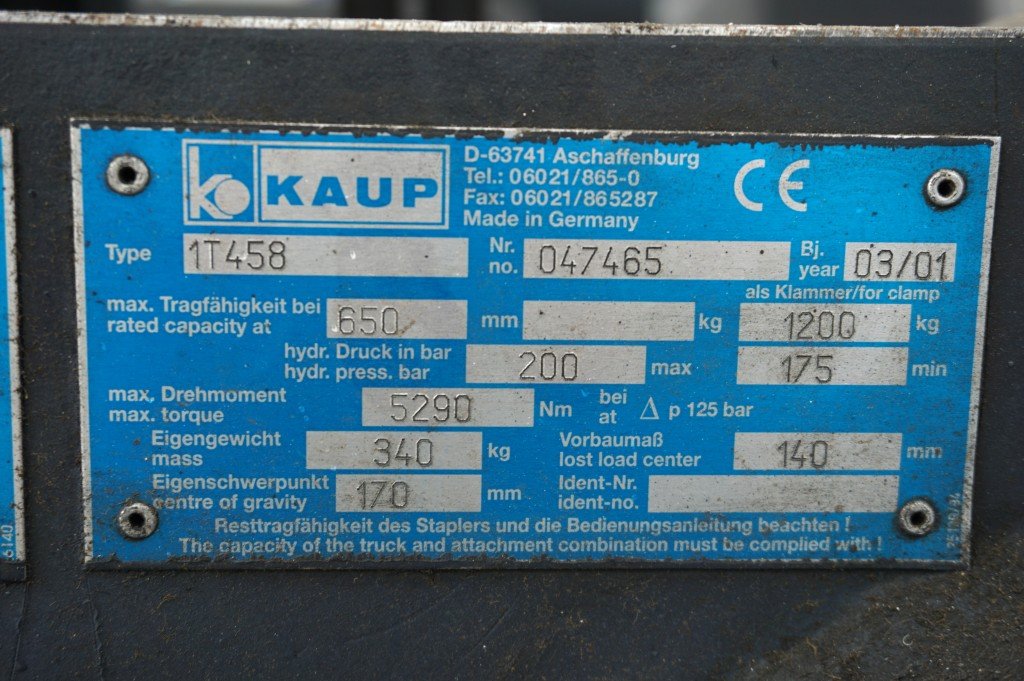 KAUP
D-63741 Aschaffenburg
Tel.: 06021/865-0
Fax: 06021/865287
Made in Germany
CE
Type 1T458 Nr. no. 047465 Bj. year 03/01
als Klammer/for clamp
max. Tragfähigkeit bei
rated capacity at 650 mm kg 1200 kg
hydr. Druck in bar
hydr. press. bar 200 max 175 min
max. Drehmoment
max. torque 5290 Nm bei at Δ p 125 bar
Eigengewicht
mass 340 kg
Vorbaumaß
lost load center 140 mm
Eigenschwerpunkt
centre of gravity 170 mm
Ident-Nr.
ident-no.
Resttragfähigkeit des Staplers und die Bedienungsanleitung beachten !
The capacity of the truck and attachment combination must be complied with !
6140